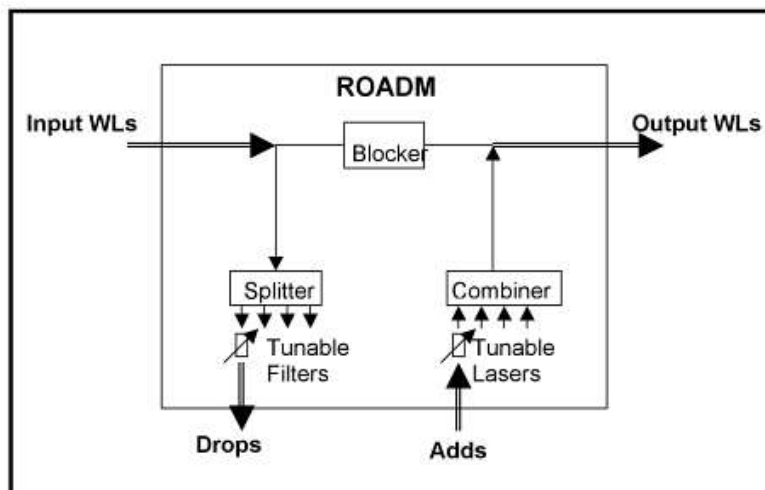 ROADM
Input WLs
Output WLs
Blocker
Splitter
Combiner
Tunable
Filters
Tunable
Lasers
Drops
Adds